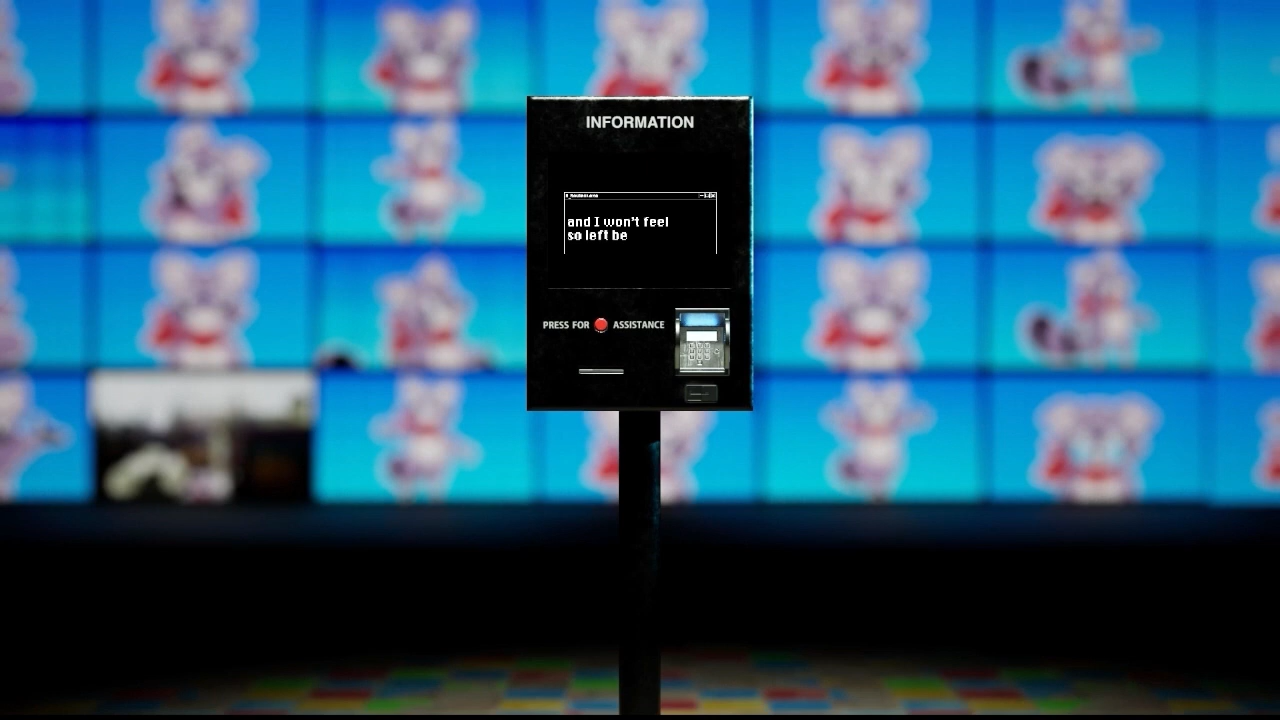 INFORMATION
and I won't feel
so left be
PRESS FOR
ASSISTANCE